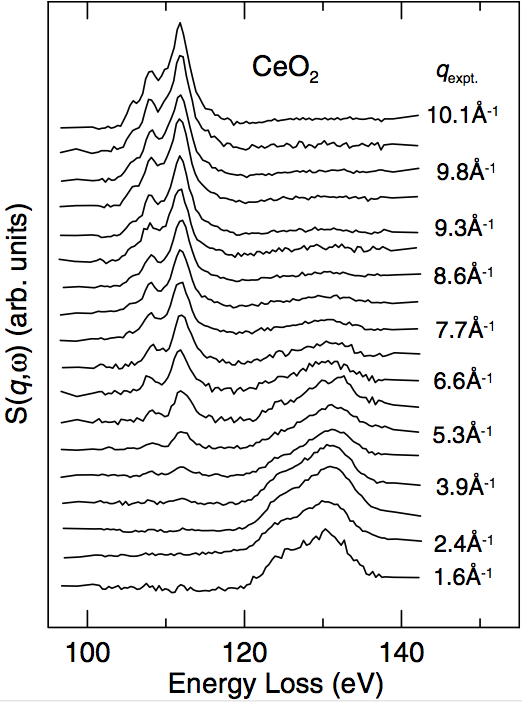 CeO₂
qexpt.
10.1Å⁻¹
9.8Å⁻¹
9.3Å⁻¹
8.6Å⁻¹
7.7Å⁻¹
6.6Å⁻¹
5.3Å⁻¹
3.9Å⁻¹
2.4Å⁻¹
1.6Å⁻¹
S(q,ω) (arb. units)
100 120 140
Energy Loss (eV)